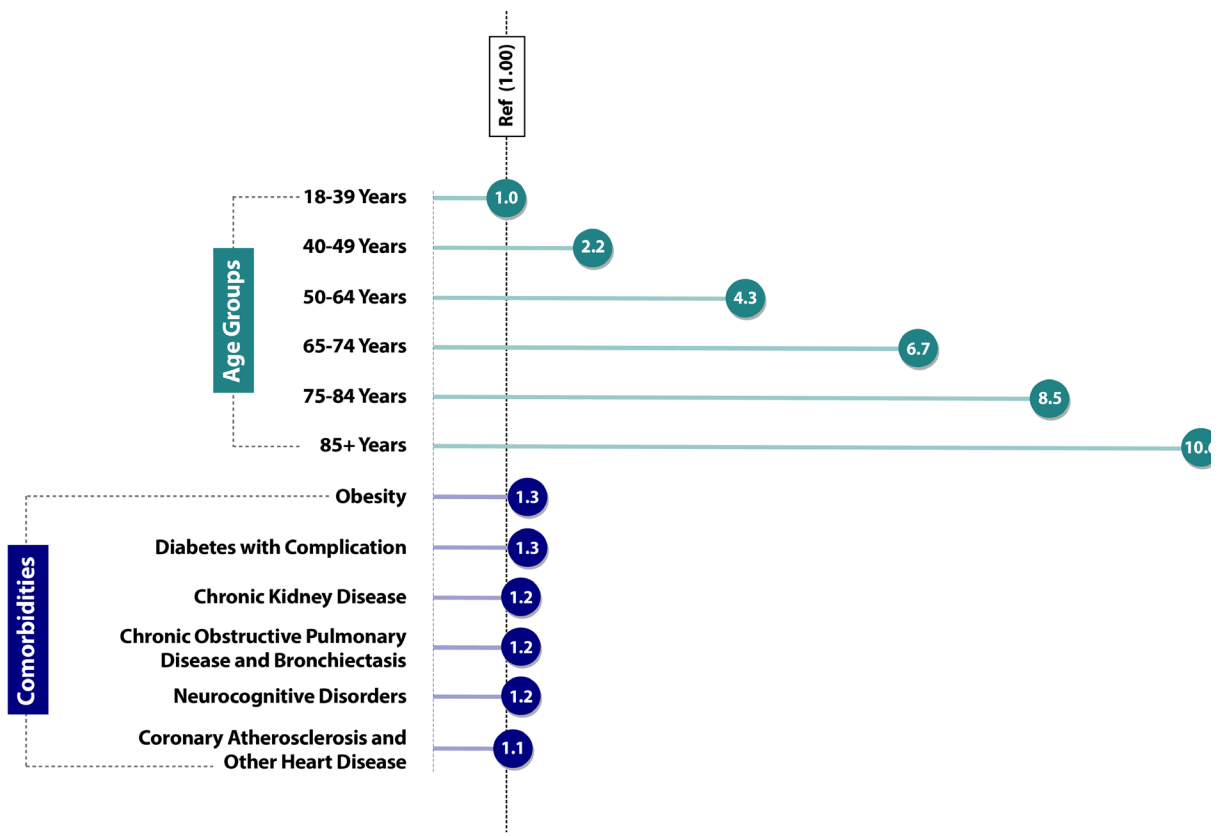 Ref (1.00)
Age Groups
18-39 Years
1.0
40-49 Years
2.2
50-64 Years
4.3
65-74 Years
6.7
75-84 Years
8.5
85+ Years
Comorbidities
Obesity
1.3
Diabetes with Complication
1.3
Chronic Kidney Disease
1.2
Chronic Obstructive Pulmonary
Disease and Bronchiectasis
1.2
Neurocognitive Disorders
1.2
Coronary Atherosclerosis and
Other Heart Disease
1.1